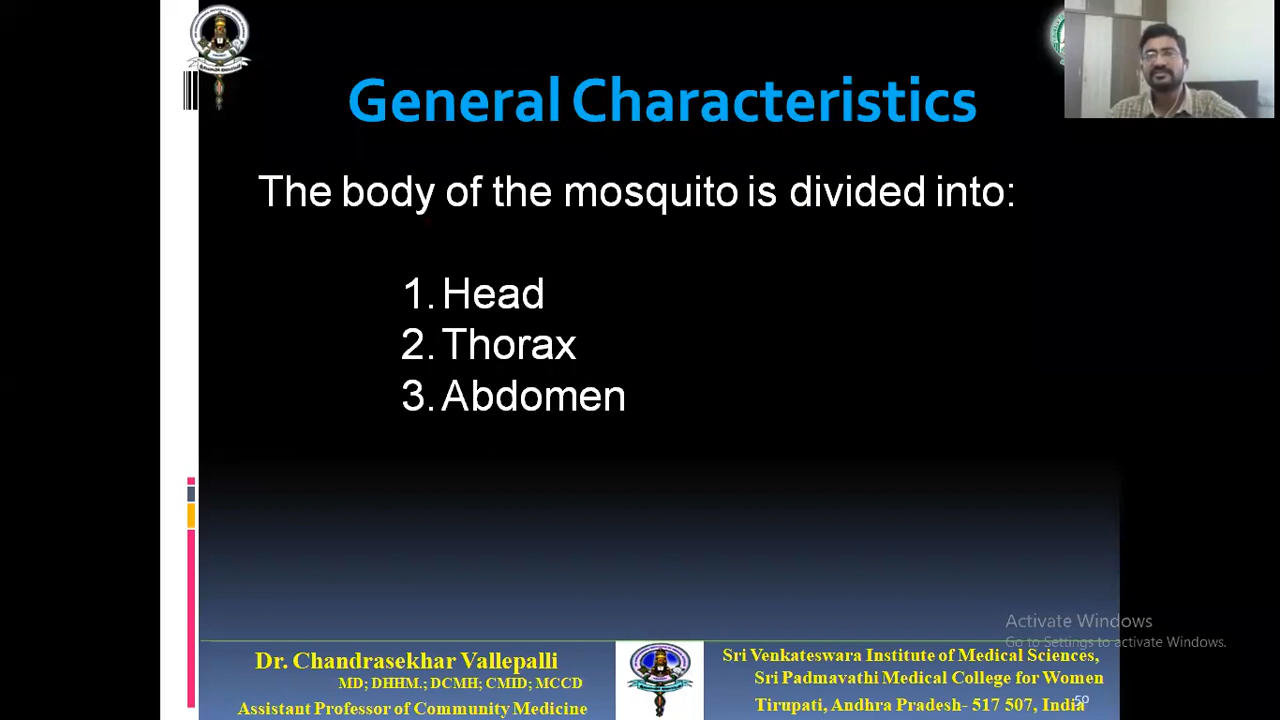 General Characteristics
The body of the mosquito is divided into:
1. Head
2. Thorax
3. Abdomen
Activate Windows
Go to Settings to activate Windows.
Dr. Chandrasekhar Vallepalli
MD; DHHM.; DCMH; CMID; MCCD
Assistant Professor of Community Medicine
Sri Venkateswara Institute of Medical Sciences,
Sri Padmavathi Medical College for Women
Tirupati, Andhra Pradesh- 517 507, India
59